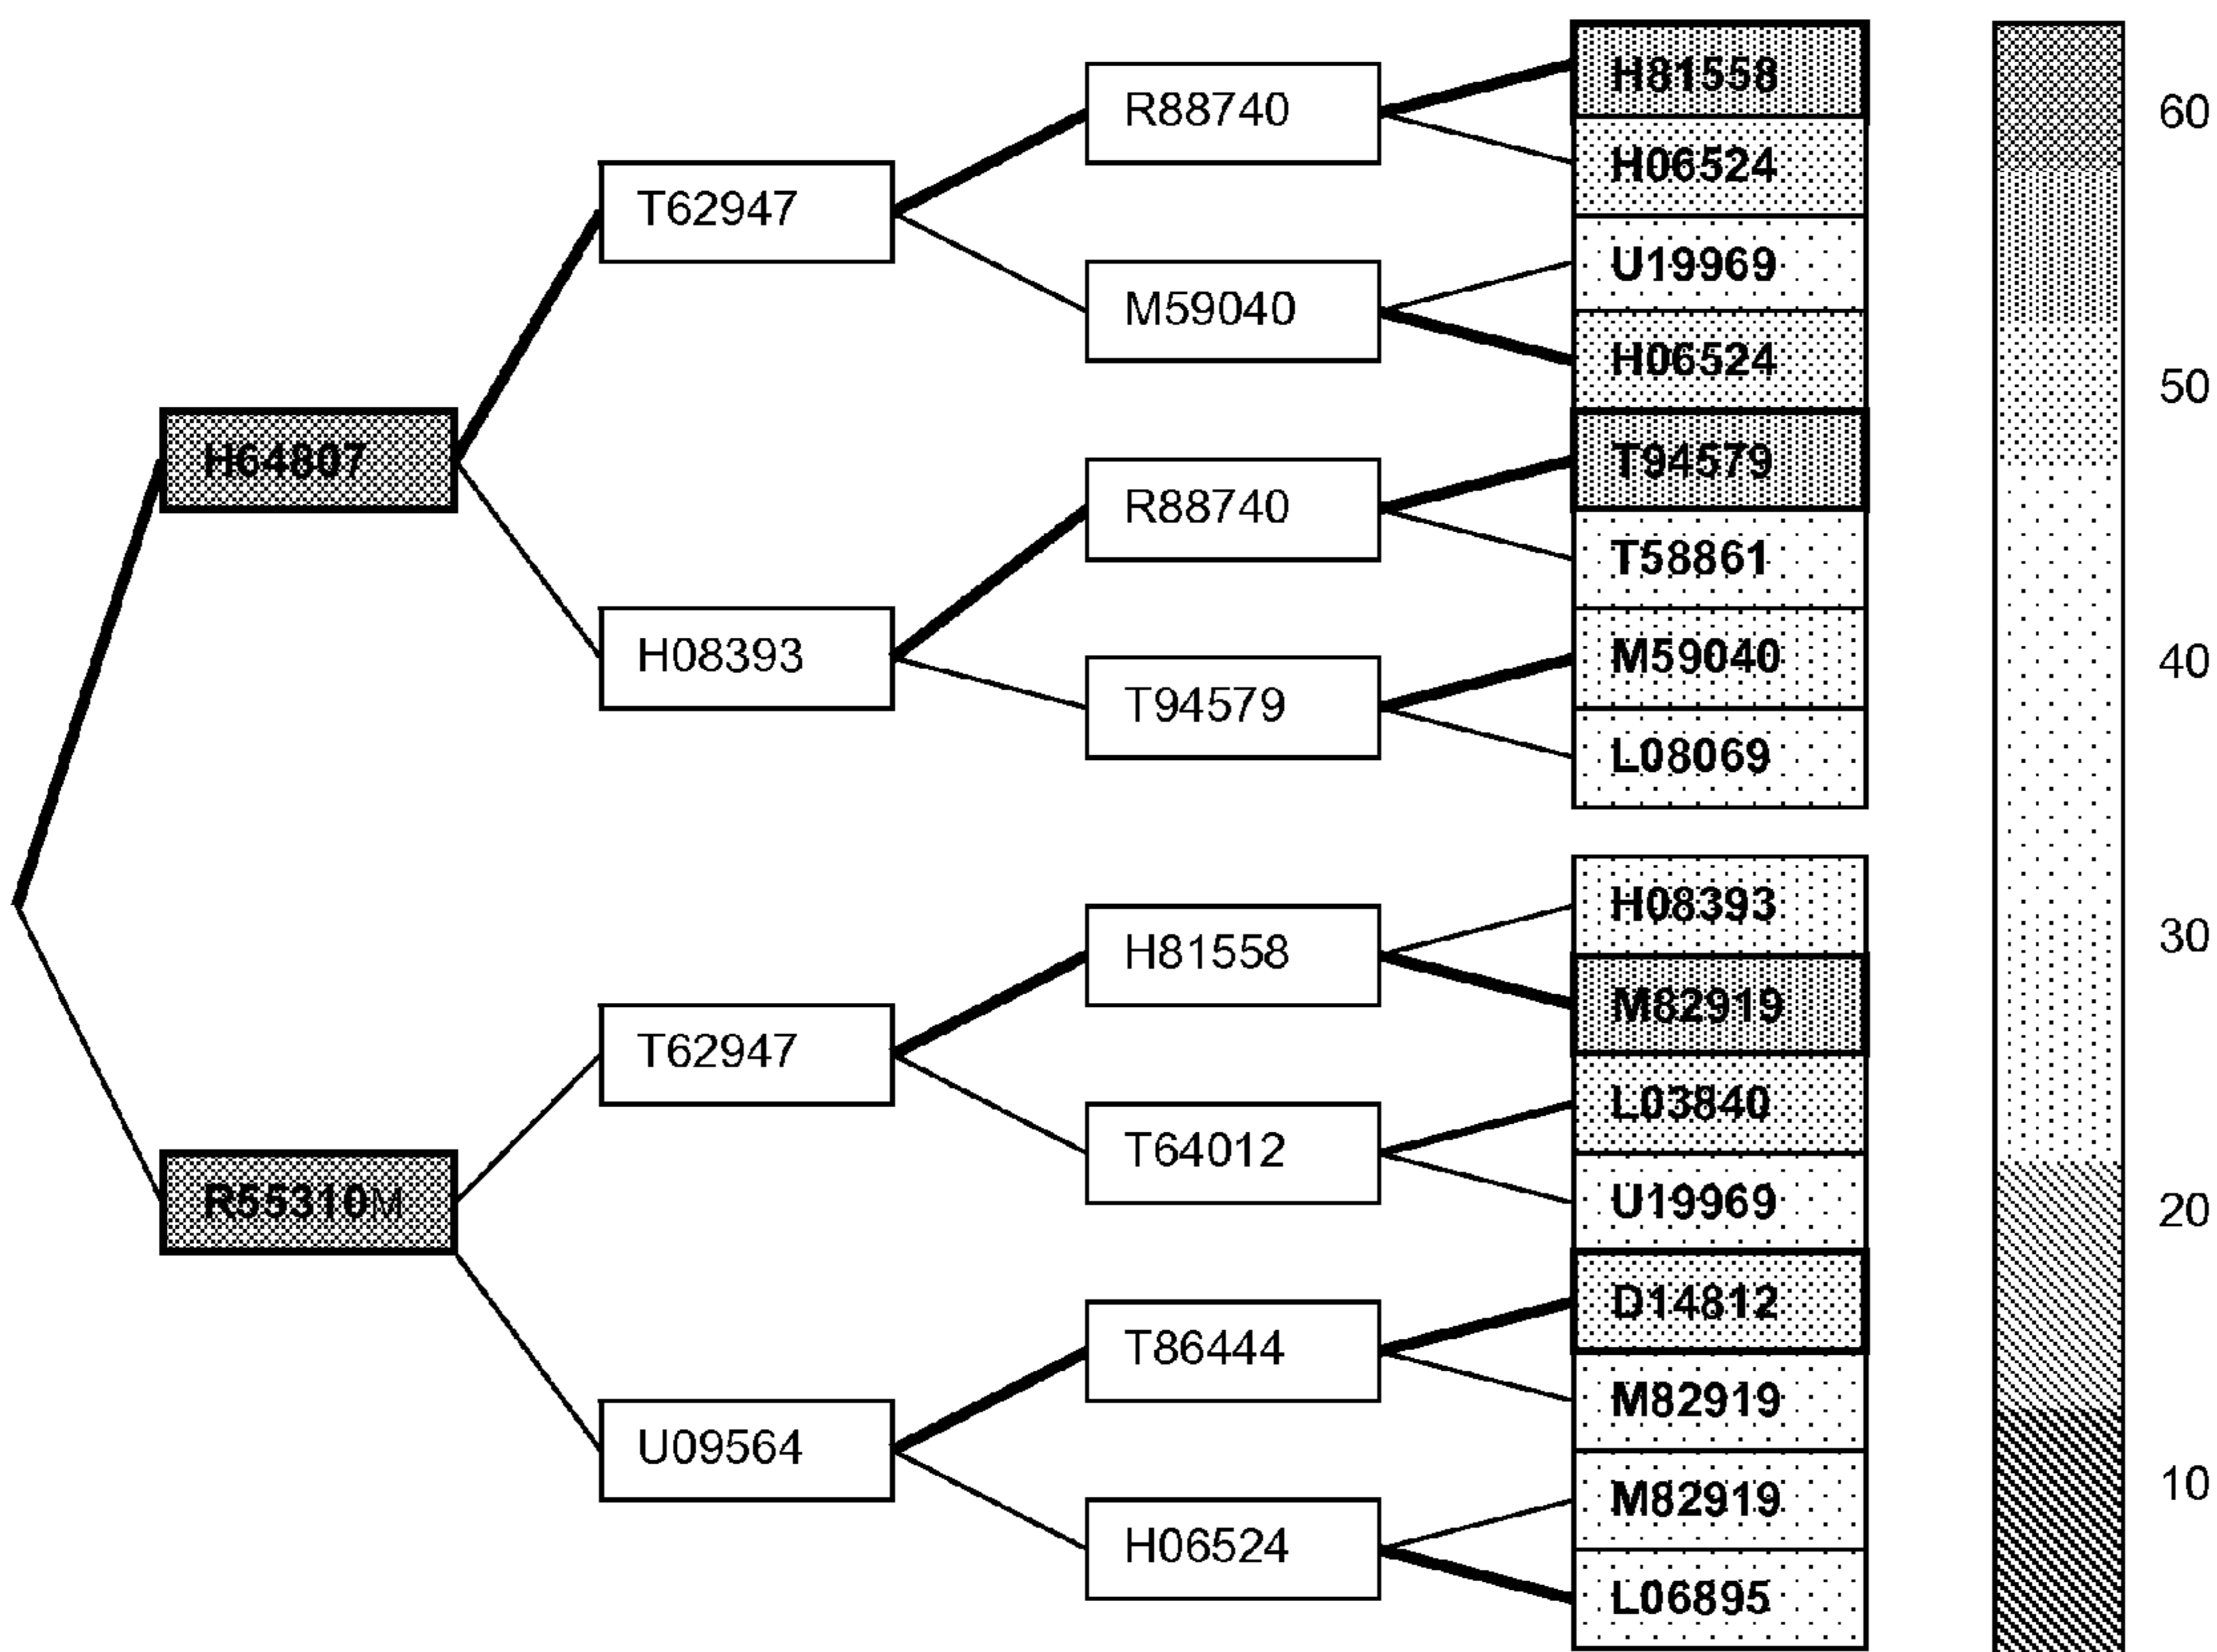 H64807
R55310M
T62947
H08393
T62947
U09564
R88740
M59040
R88740
T94579
H81558
T64012
T86444
H06524
H81558
H06524
U19969
H06524
T94579
T58861
M59040
L08069
H08393
M82919
L03840
U19969
D14812
M82919
M82919
L06895
60
50
40
30
20
10